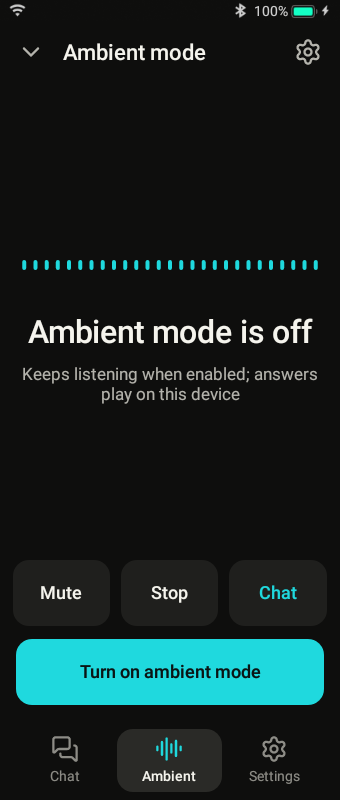 100%
Ambient mode
Ambient mode is off
Keeps listening when enabled; answers
play on this device
Mute Stop Chat
Turn on ambient mode
Chat Ambient Settings